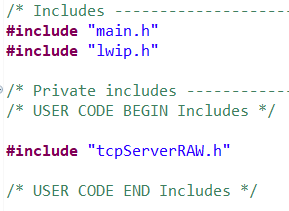 /* Includes --------------------
#include "main.h"
#include "lwip.h"
/* Private includes ------------
/* USER CODE BEGIN Includes */
#include "tcpServerRAW.h"
/* USER CODE END Includes */